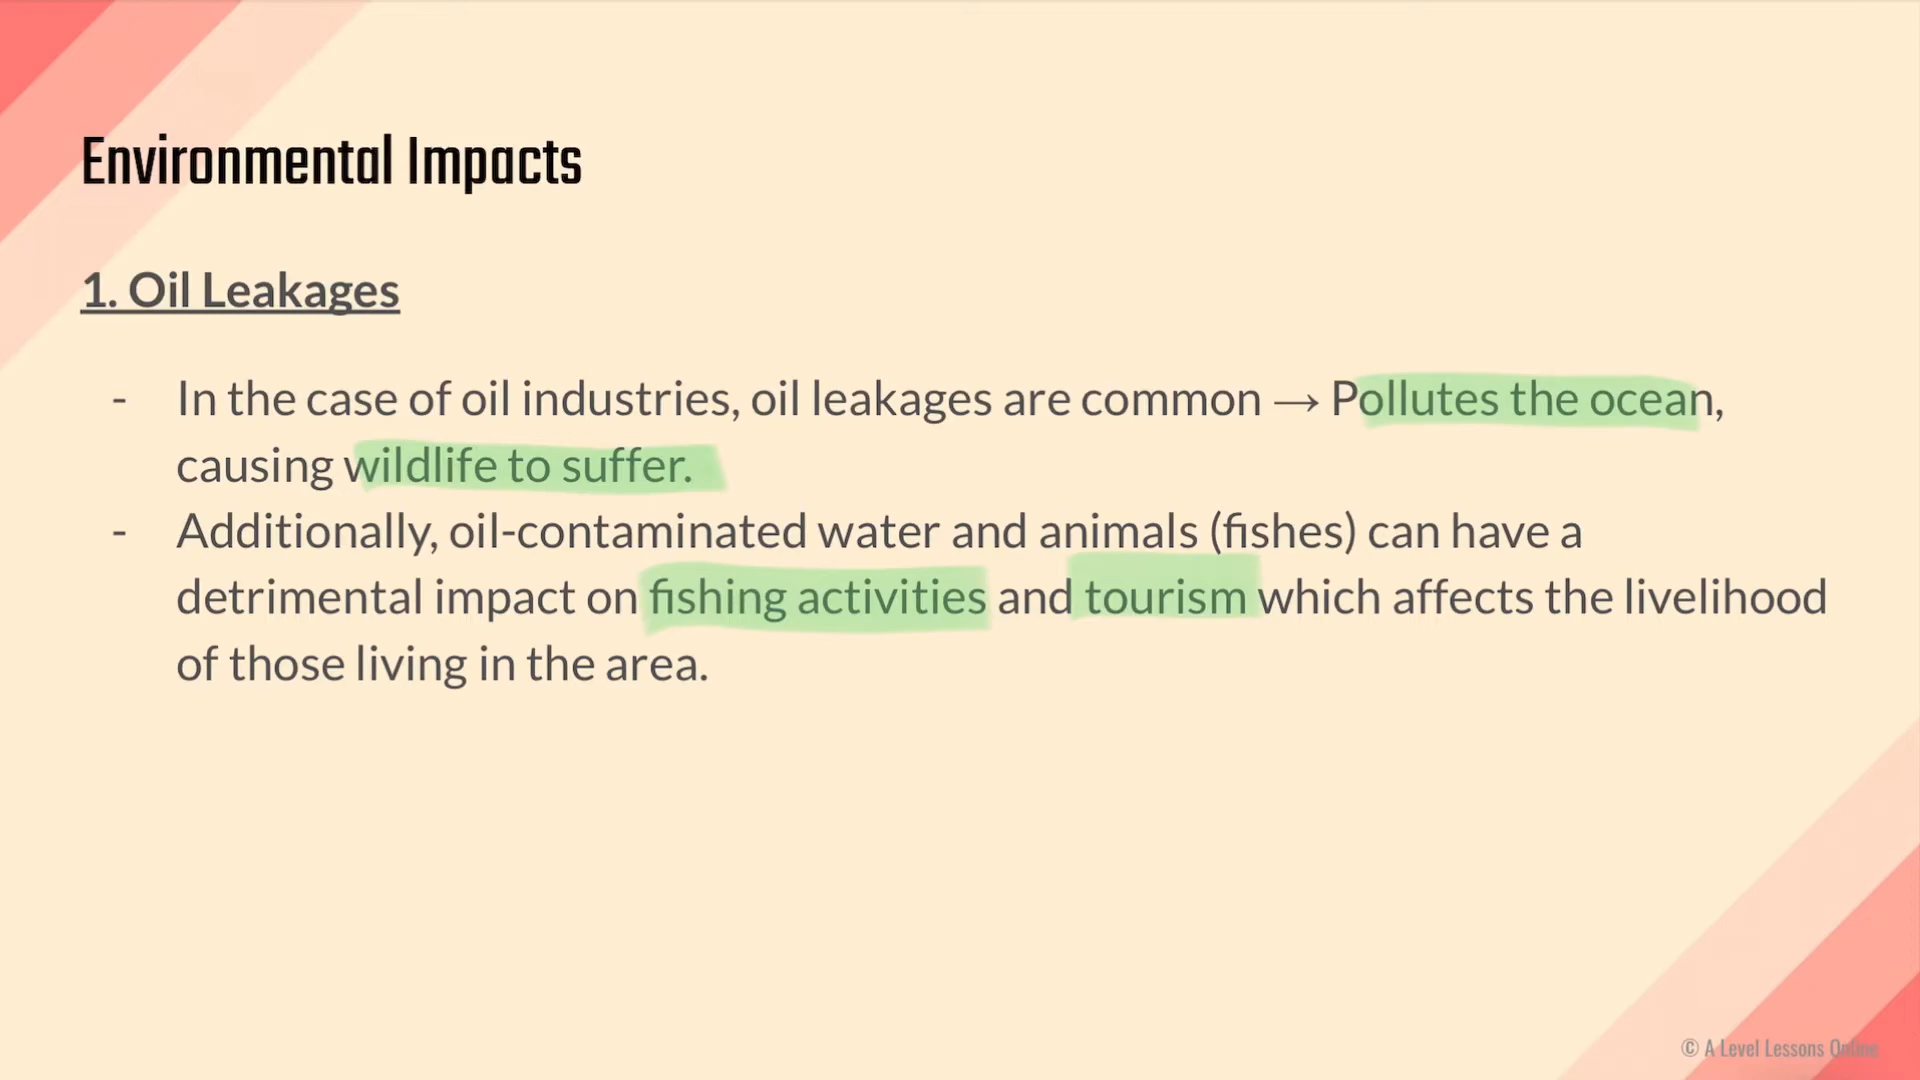 Environmental Impacts
1. Oil Leakages
- In the case of oil industries, oil leakages are common → Pollutes the ocean,
causing wildlife to suffer.
- Additionally, oil-contaminated water and animals (fishes) can have a
detrimental impact on fishing activities and tourism which affects the livelihood
of those living in the area.
© A Level Lessons Online